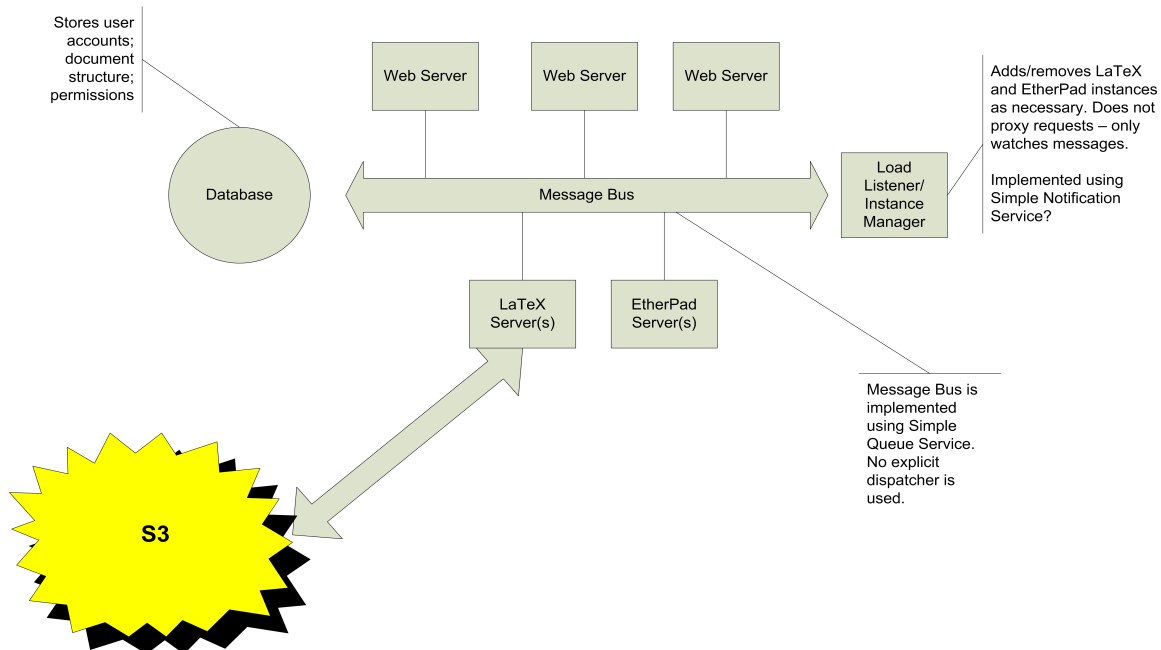 Stores user
accounts;
document
structure;
permissions
Web Server
Web Server
Web Server
Adds/removes LaTeX
and EtherPad instances
as necessary. Does not
proxy requests – only
watches messages.
Implemented using
Simple Notification
Service?
Database
Message Bus
Load
Listener/
Instance
Manager
LaTeX
Server(s)
EtherPad
Server(s)
Message Bus is
implemented
using Simple
Queue Service.
No explicit
dispatcher is
used.
S3